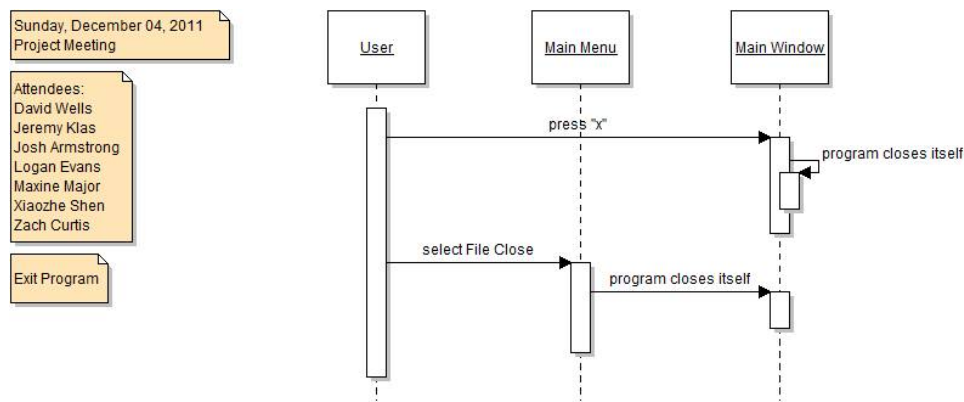 Sunday, December 04, 2011
Project Meeting
Attendees:
David Wells
Jeremy Klas
Josh Armstrong
Logan Evans
Maxine Major
Xiaozhe Shen
Zach Curtis
Exit Program
User
Main Menu
Main Window
press "x"
program closes itself
select File Close
program closes itself